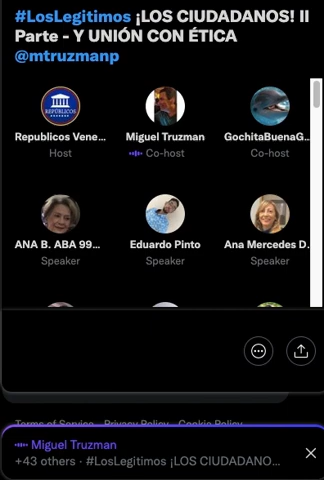 #LosLegitimos ¡LOS CIUDADANOS! II
Parte - Y UNIÓN CON ÉTICA
@mtruzmanp
REPÚBLICOS
Republicos Vene...
Miguel Truzman
GochitaBuenaG...
Host
Co-host
Co-host
ANA B. ABA 99...
Eduardo Pinto
Ana Mercedes D...
Speaker
Speaker
Speaker
Terms of Service
Privacy Policy
Cookie Policy
Miguel Truzman
+43 others · #LosLegitimos ¡LOS CIUDADANO...